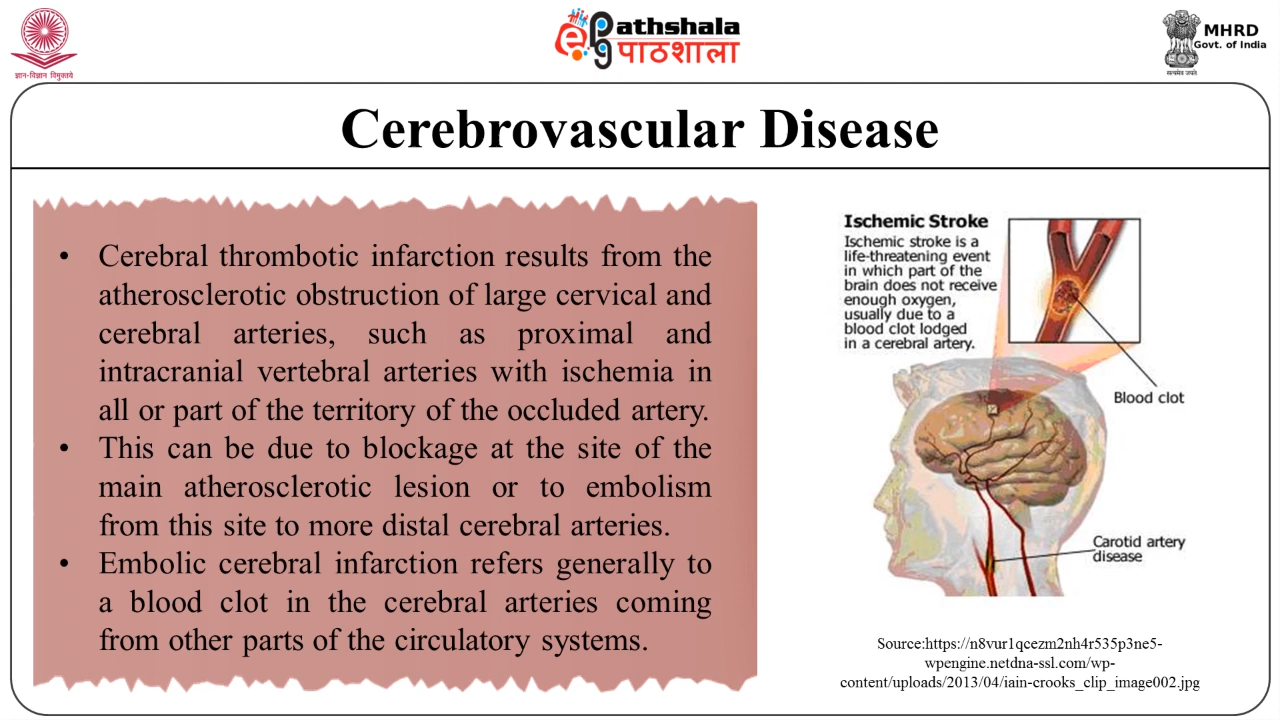 ज्ञान-विज्ञान विमुक्तये
ePathshala
पाठशाला
MHRD
Govt. of India
सत्यमेव जयते
Cerebrovascular Disease
• Cerebral thrombotic infarction results from the
atherosclerotic obstruction of large cervical and
cerebral arteries, such as proximal and
intracranial vertebral arteries with ischemia in
all or part of the territory of the occluded artery.
• This can be due to blockage at the site of the
main atherosclerotic lesion or to embolism
from this site to more distal cerebral arteries.
• Embolic cerebral infarction refers generally to
a blood clot in the cerebral arteries coming
from other parts of the circulatory systems.
Ischemic Stroke
Ischemic stroke is a
life-threatening event
in which part of the
brain does not receive
enough oxygen,
usually due to a
blood clot lodged
in a cerebral artery.
Blood clot
Carotid artery
disease
Source:https://n8vur1qcezm2nh4r535p3ne5-
wpengine.netdna-ssl.com/wp-
content/uploads/2013/04/iain-crooks_clip_image002.jpg